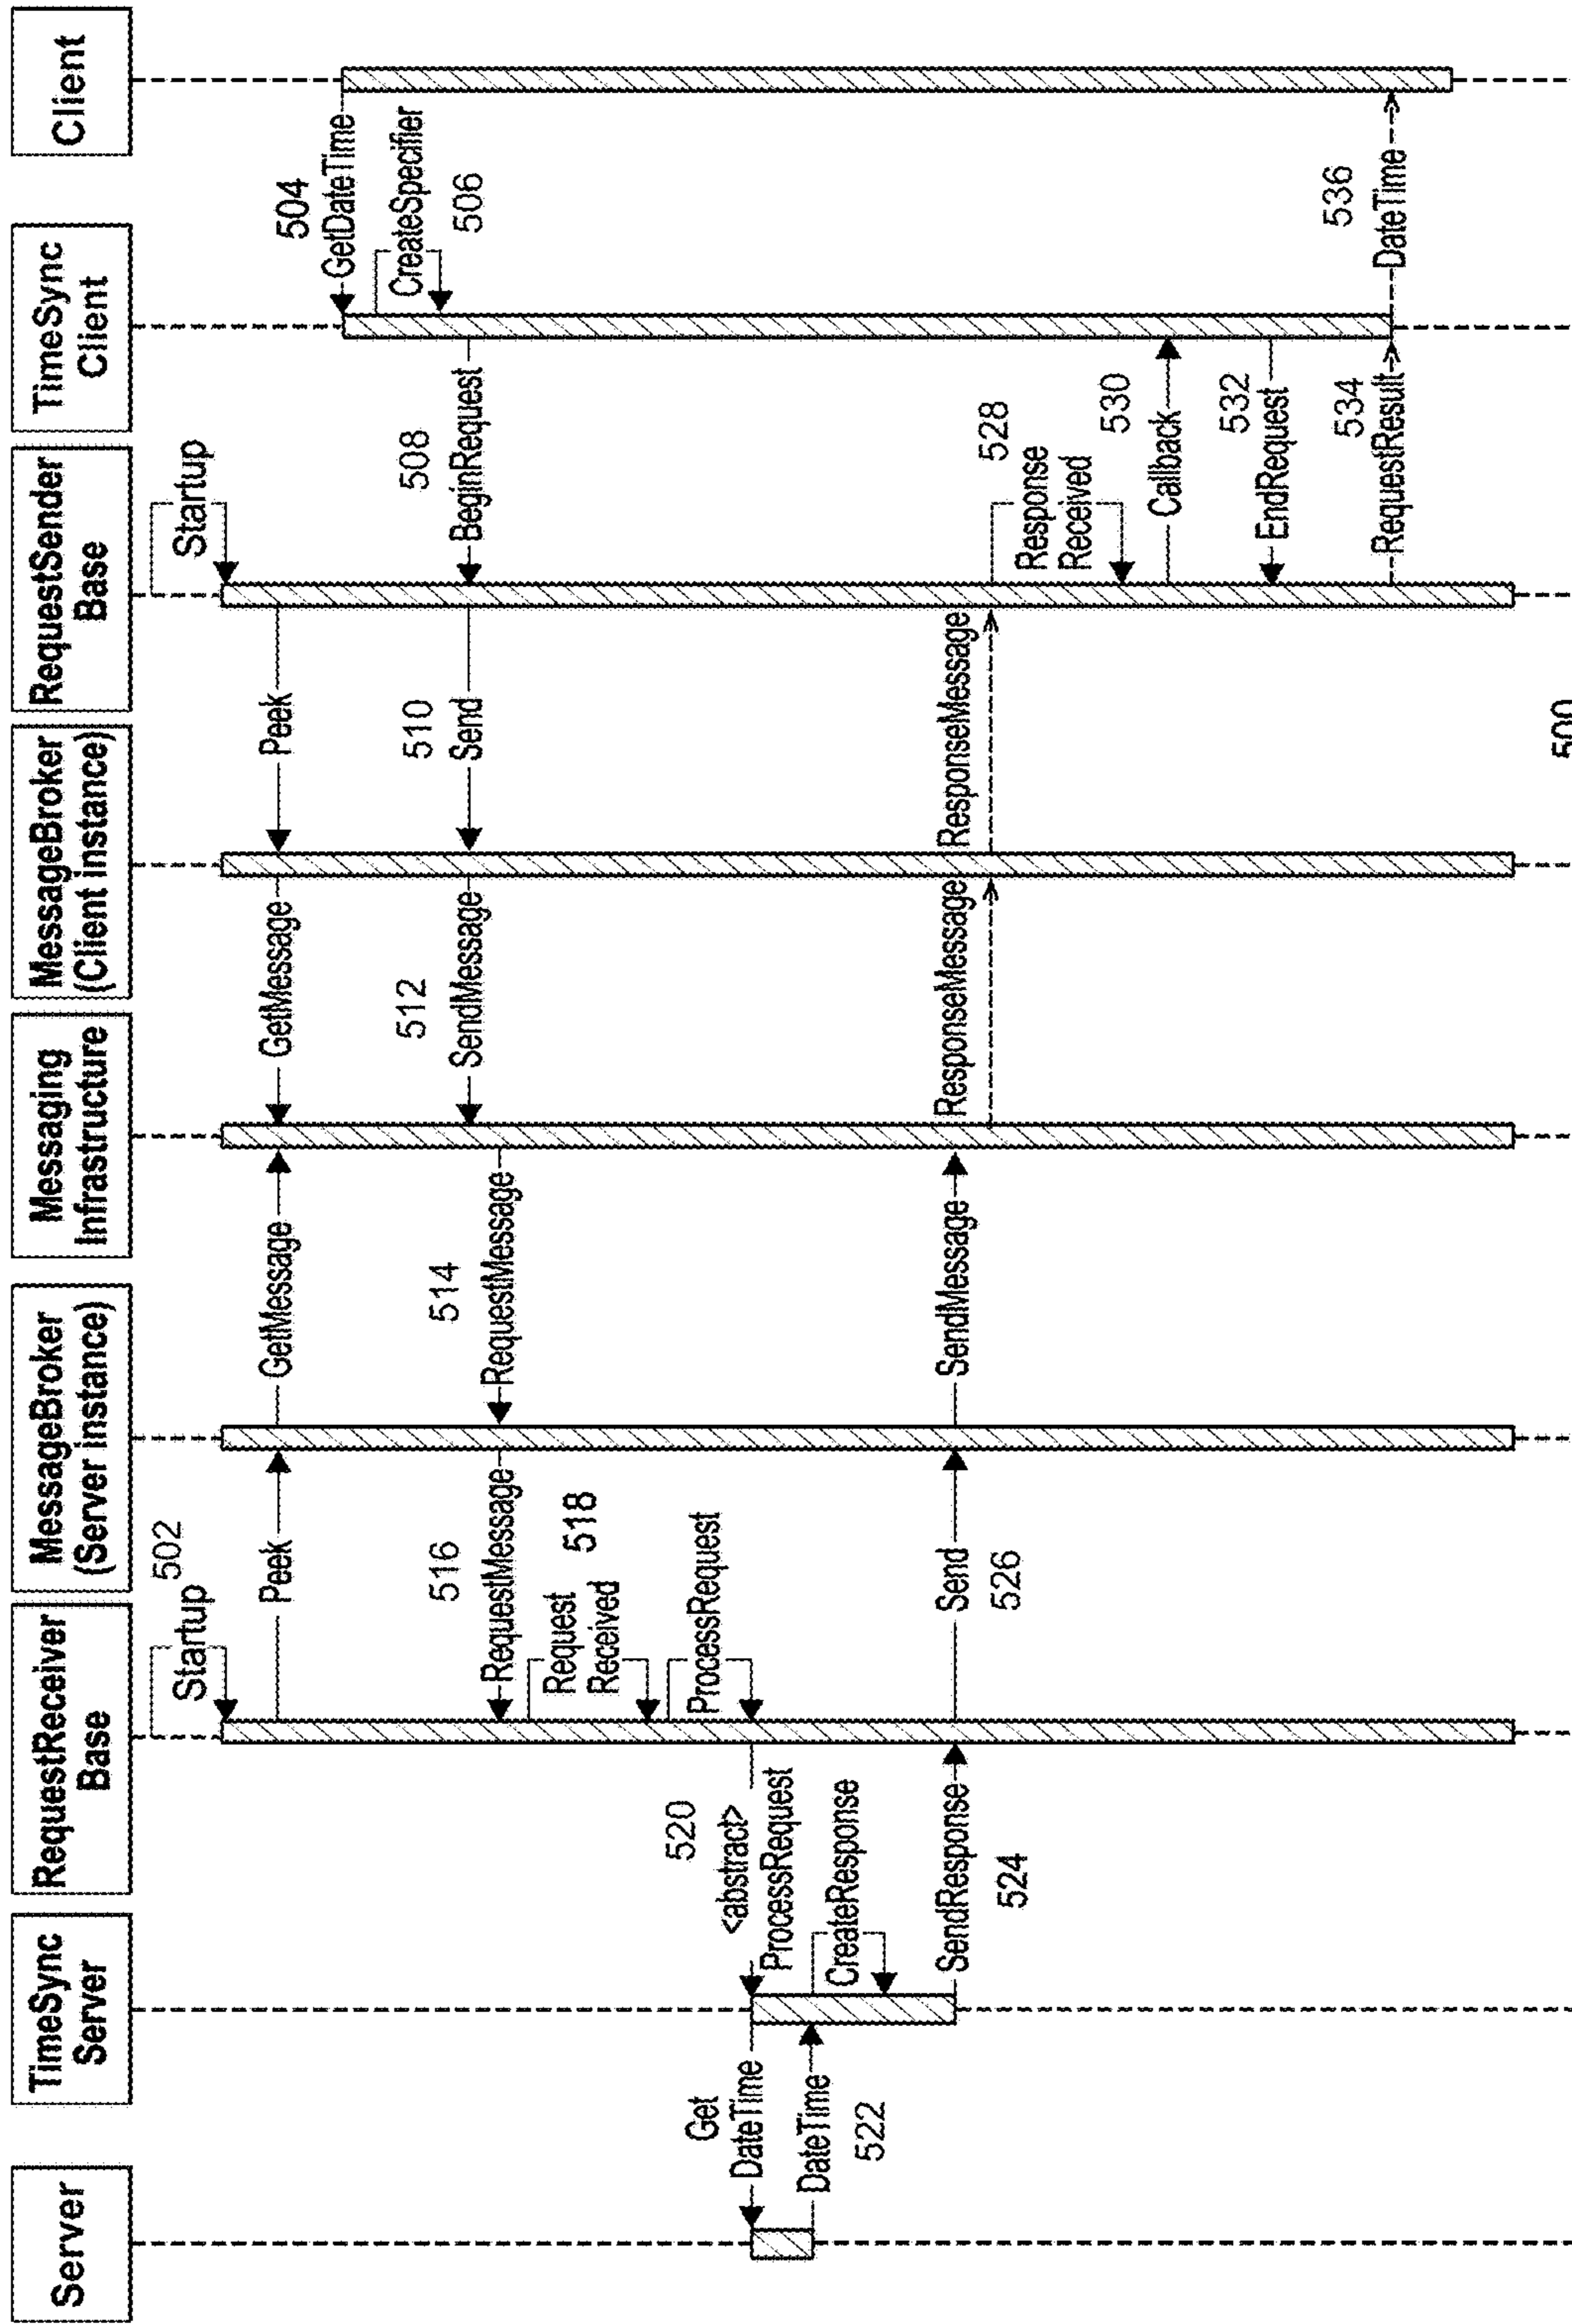 Server
TimeSync
Server
RequestReceiver
Base
MessageBroker
(Server instance)
Messaging
Infrastructure
MessageBroker
(Client instance)
RequestSender
Base
TimeSync
Client
Client
Startup
502
Startup
Peek
GetMessage
GetMessage
Peek
504
GetDateTime
CreateSpecifier
506
508
BeginRequest
510
Send
512
SendMessage
514
RequestMessage
516
RequestMessage
Request
Received
518
ProcessRequest
520
<abstract>
ProcessRequest
Get
DateTime
DateTime
522
CreateResponse
SendResponse
524
Send
526
SendMessage
ResponseMessage
ResponseMessage
528
Response
Received
530
Callback
532
EndRequest
534
RequestResult
536
DateTime
500